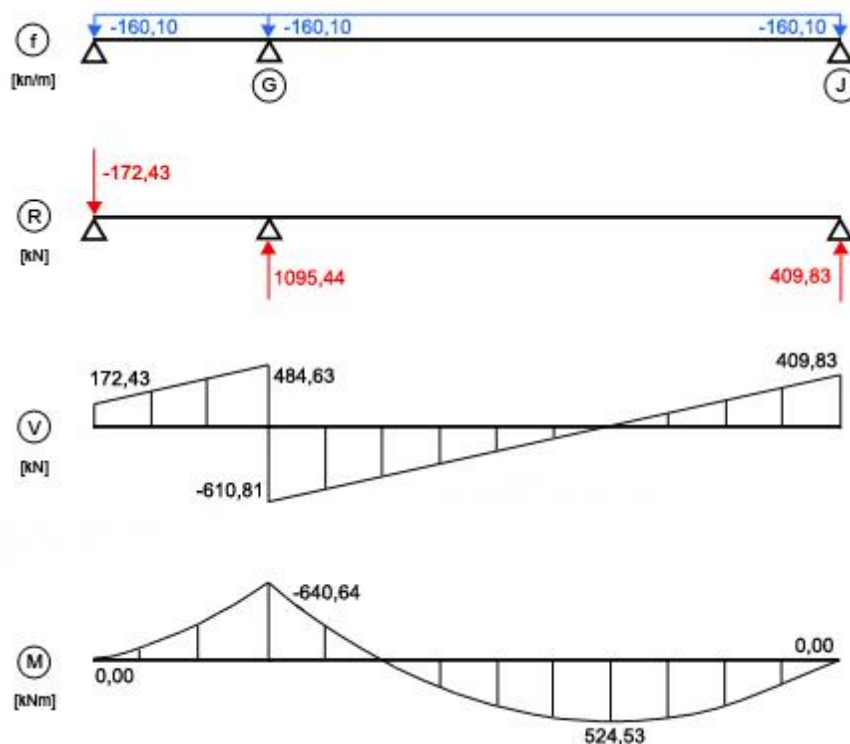 -160,10 -160,10 -160,10
f
[kn/m]
G J
-172,43
R
[kN]
1095,44 409,83
172,43 484,63 409,83
V
[kN]
-610,81
-640,64
M
0,00 0,00
[kNm]
524,53